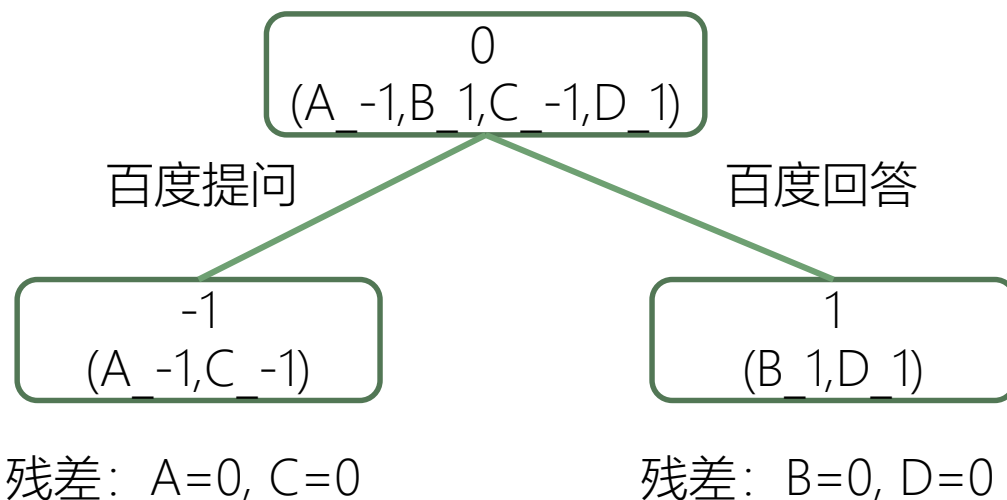 0
(A_-1,B_1,C_-1,D_1)
百度提问
百度回答
-1
(A_-1,C_-1)
1
(B_1,D_1)
残差：A=0, C=0
残差：B=0, D=0